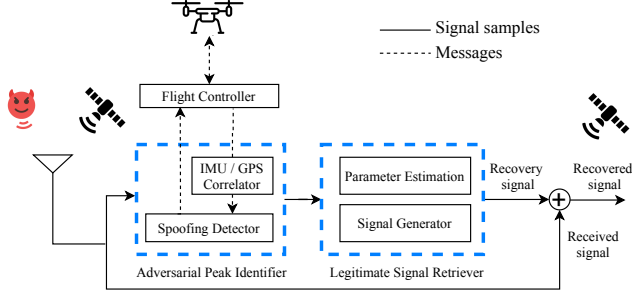 Signal samples
Messages
Flight Controller
IMU / GPS
Correlator
Spoofing Detector
Adversarial Peak Identifier
Parameter Estimation
Signal Generator
Legitimate Signal Retriever
Recovery
signal
Recovered
signal
Received
signal